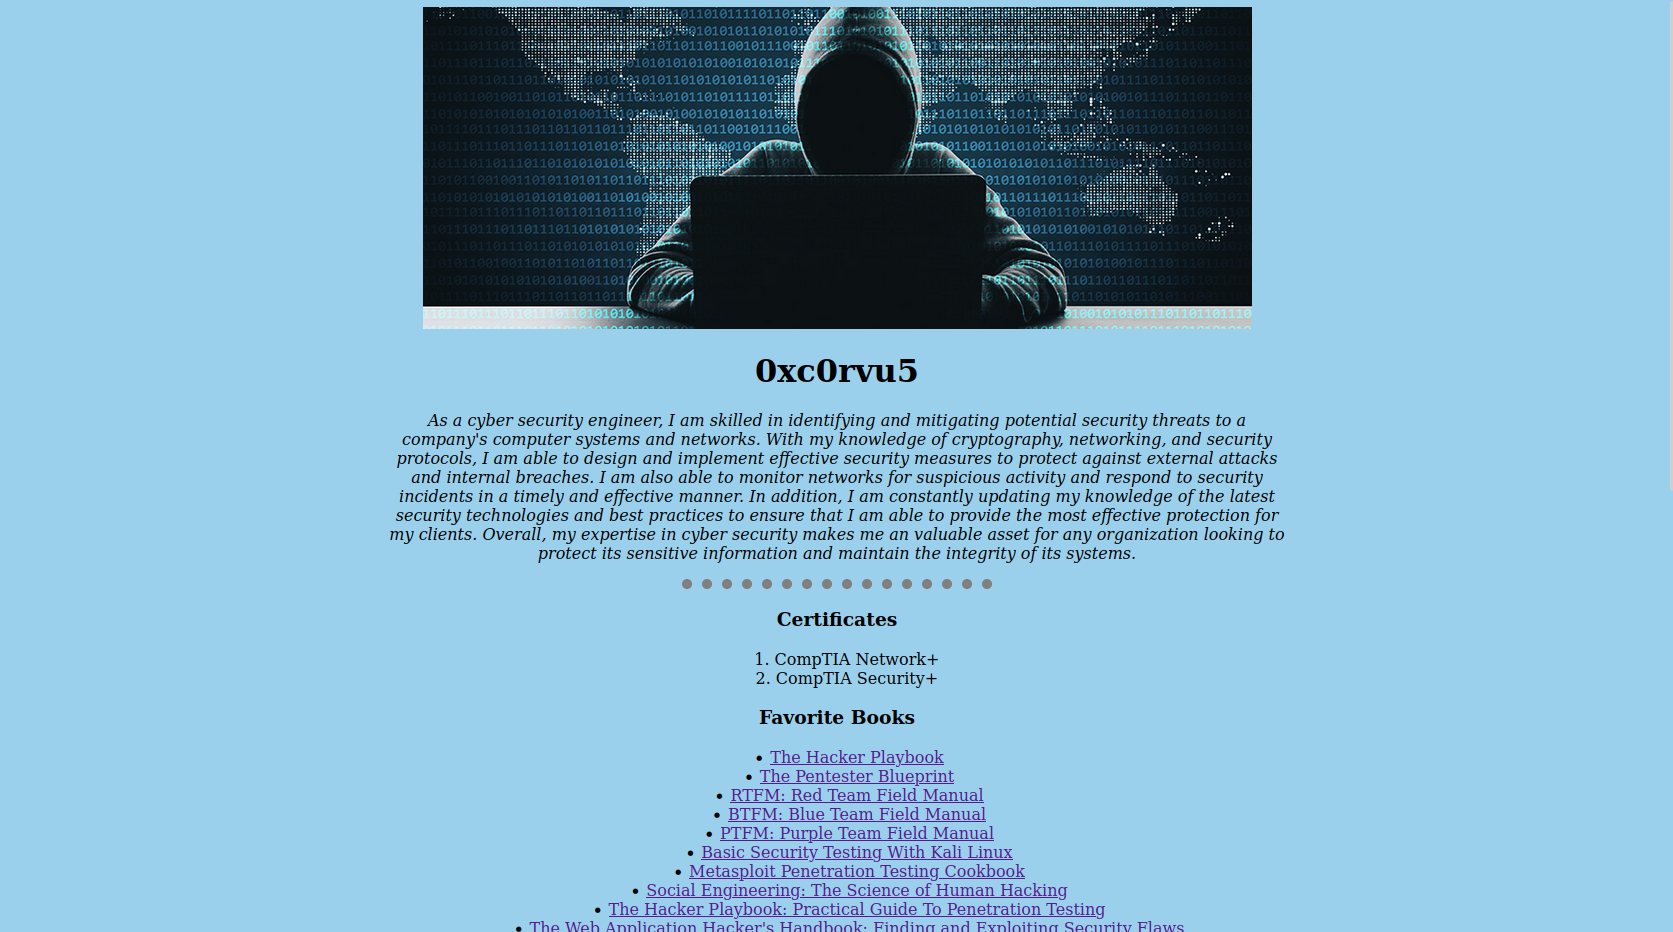 0xc0rvu5
As a cyber security engineer, I am skilled in identifying and mitigating potential security threats to a
company's computer systems and networks. With my knowledge of cryptography, networking, and security
protocols, I am able to design and implement effective security measures to protect against external attacks
and internal breaches. I am also able to monitor networks for suspicious activity and respond to security
incidents in a timely and effective manner. In addition, I am constantly updating my knowledge of the latest
security technologies and best practices to ensure that I am able to provide the most effective protection for
my clients. Overall, my expertise in cyber security makes me an valuable asset for any organization looking to
protect its sensitive information and maintain the integrity of its systems.
Certificates
1. CompTIA Network+
2. CompTIA Security+
Favorite Books
• The Hacker Playbook
• The Pentester Blueprint
• RTFM: Red Team Field Manual
• BTFM: Blue Team Field Manual
• PTFM: Purple Team Field Manual
• Basic Security Testing With Kali Linux
• Metasploit Penetration Testing Cookbook
• Social Engineering: The Science of Human Hacking
• The Hacker Playbook: Practical Guide To Penetration Testing
• The Web Application Hacker's Handbook: Finding and Exploiting Security Flaws